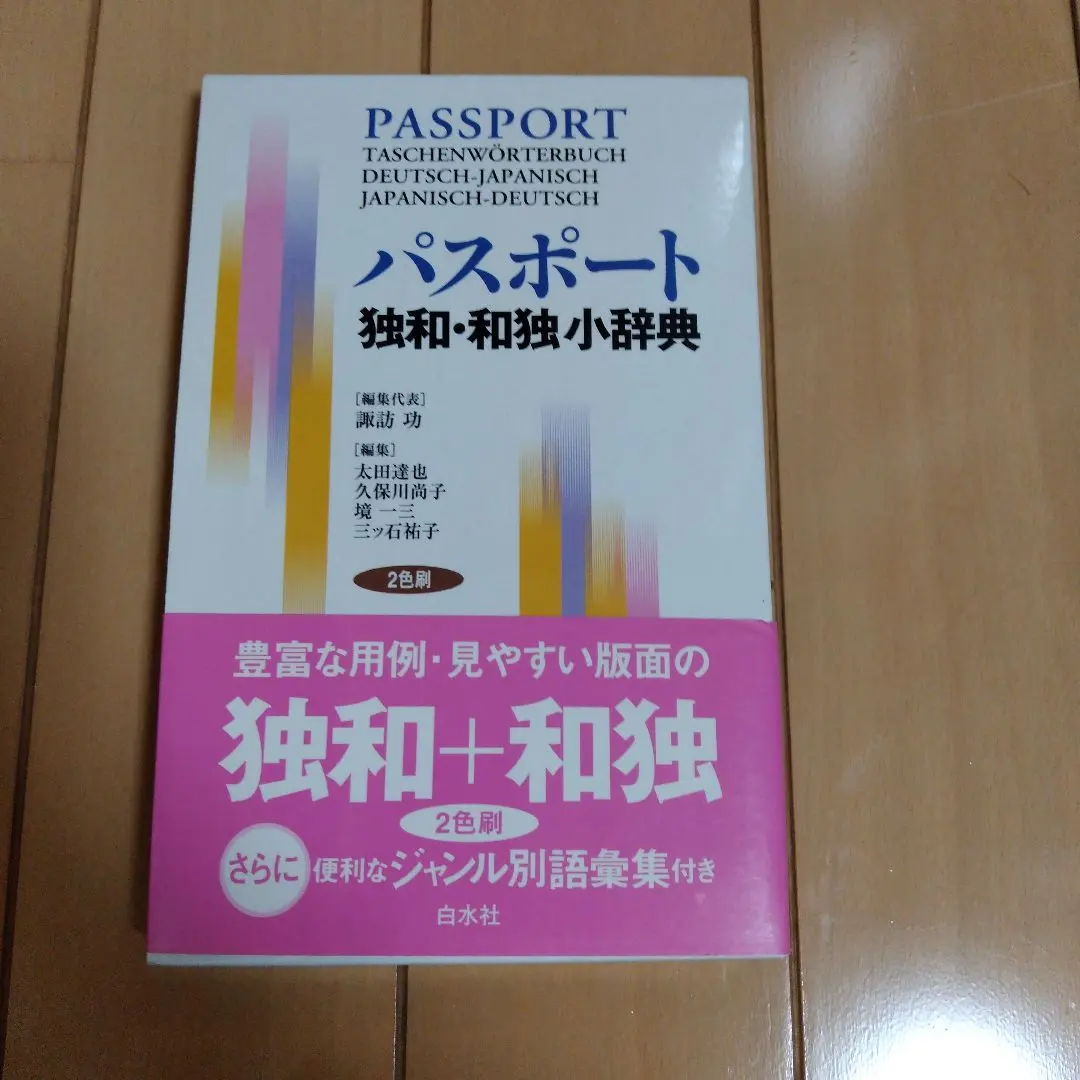 PASSPORT
TASCHENWÖRTERBUCH
DEUTSCH-JAPANISCH
JAPANISCH-DEUTSCH
パスポート
独和・和独 小辞典
[編集代表]
諏訪 功
[編集]
太田達也
久保川尚子
境 一三
三ッ石祐子
2色刷
豊富な用例・見やすい版面の
独和+和独
2色刷
さらに 便利なジャンル別語彙集付き
白水社